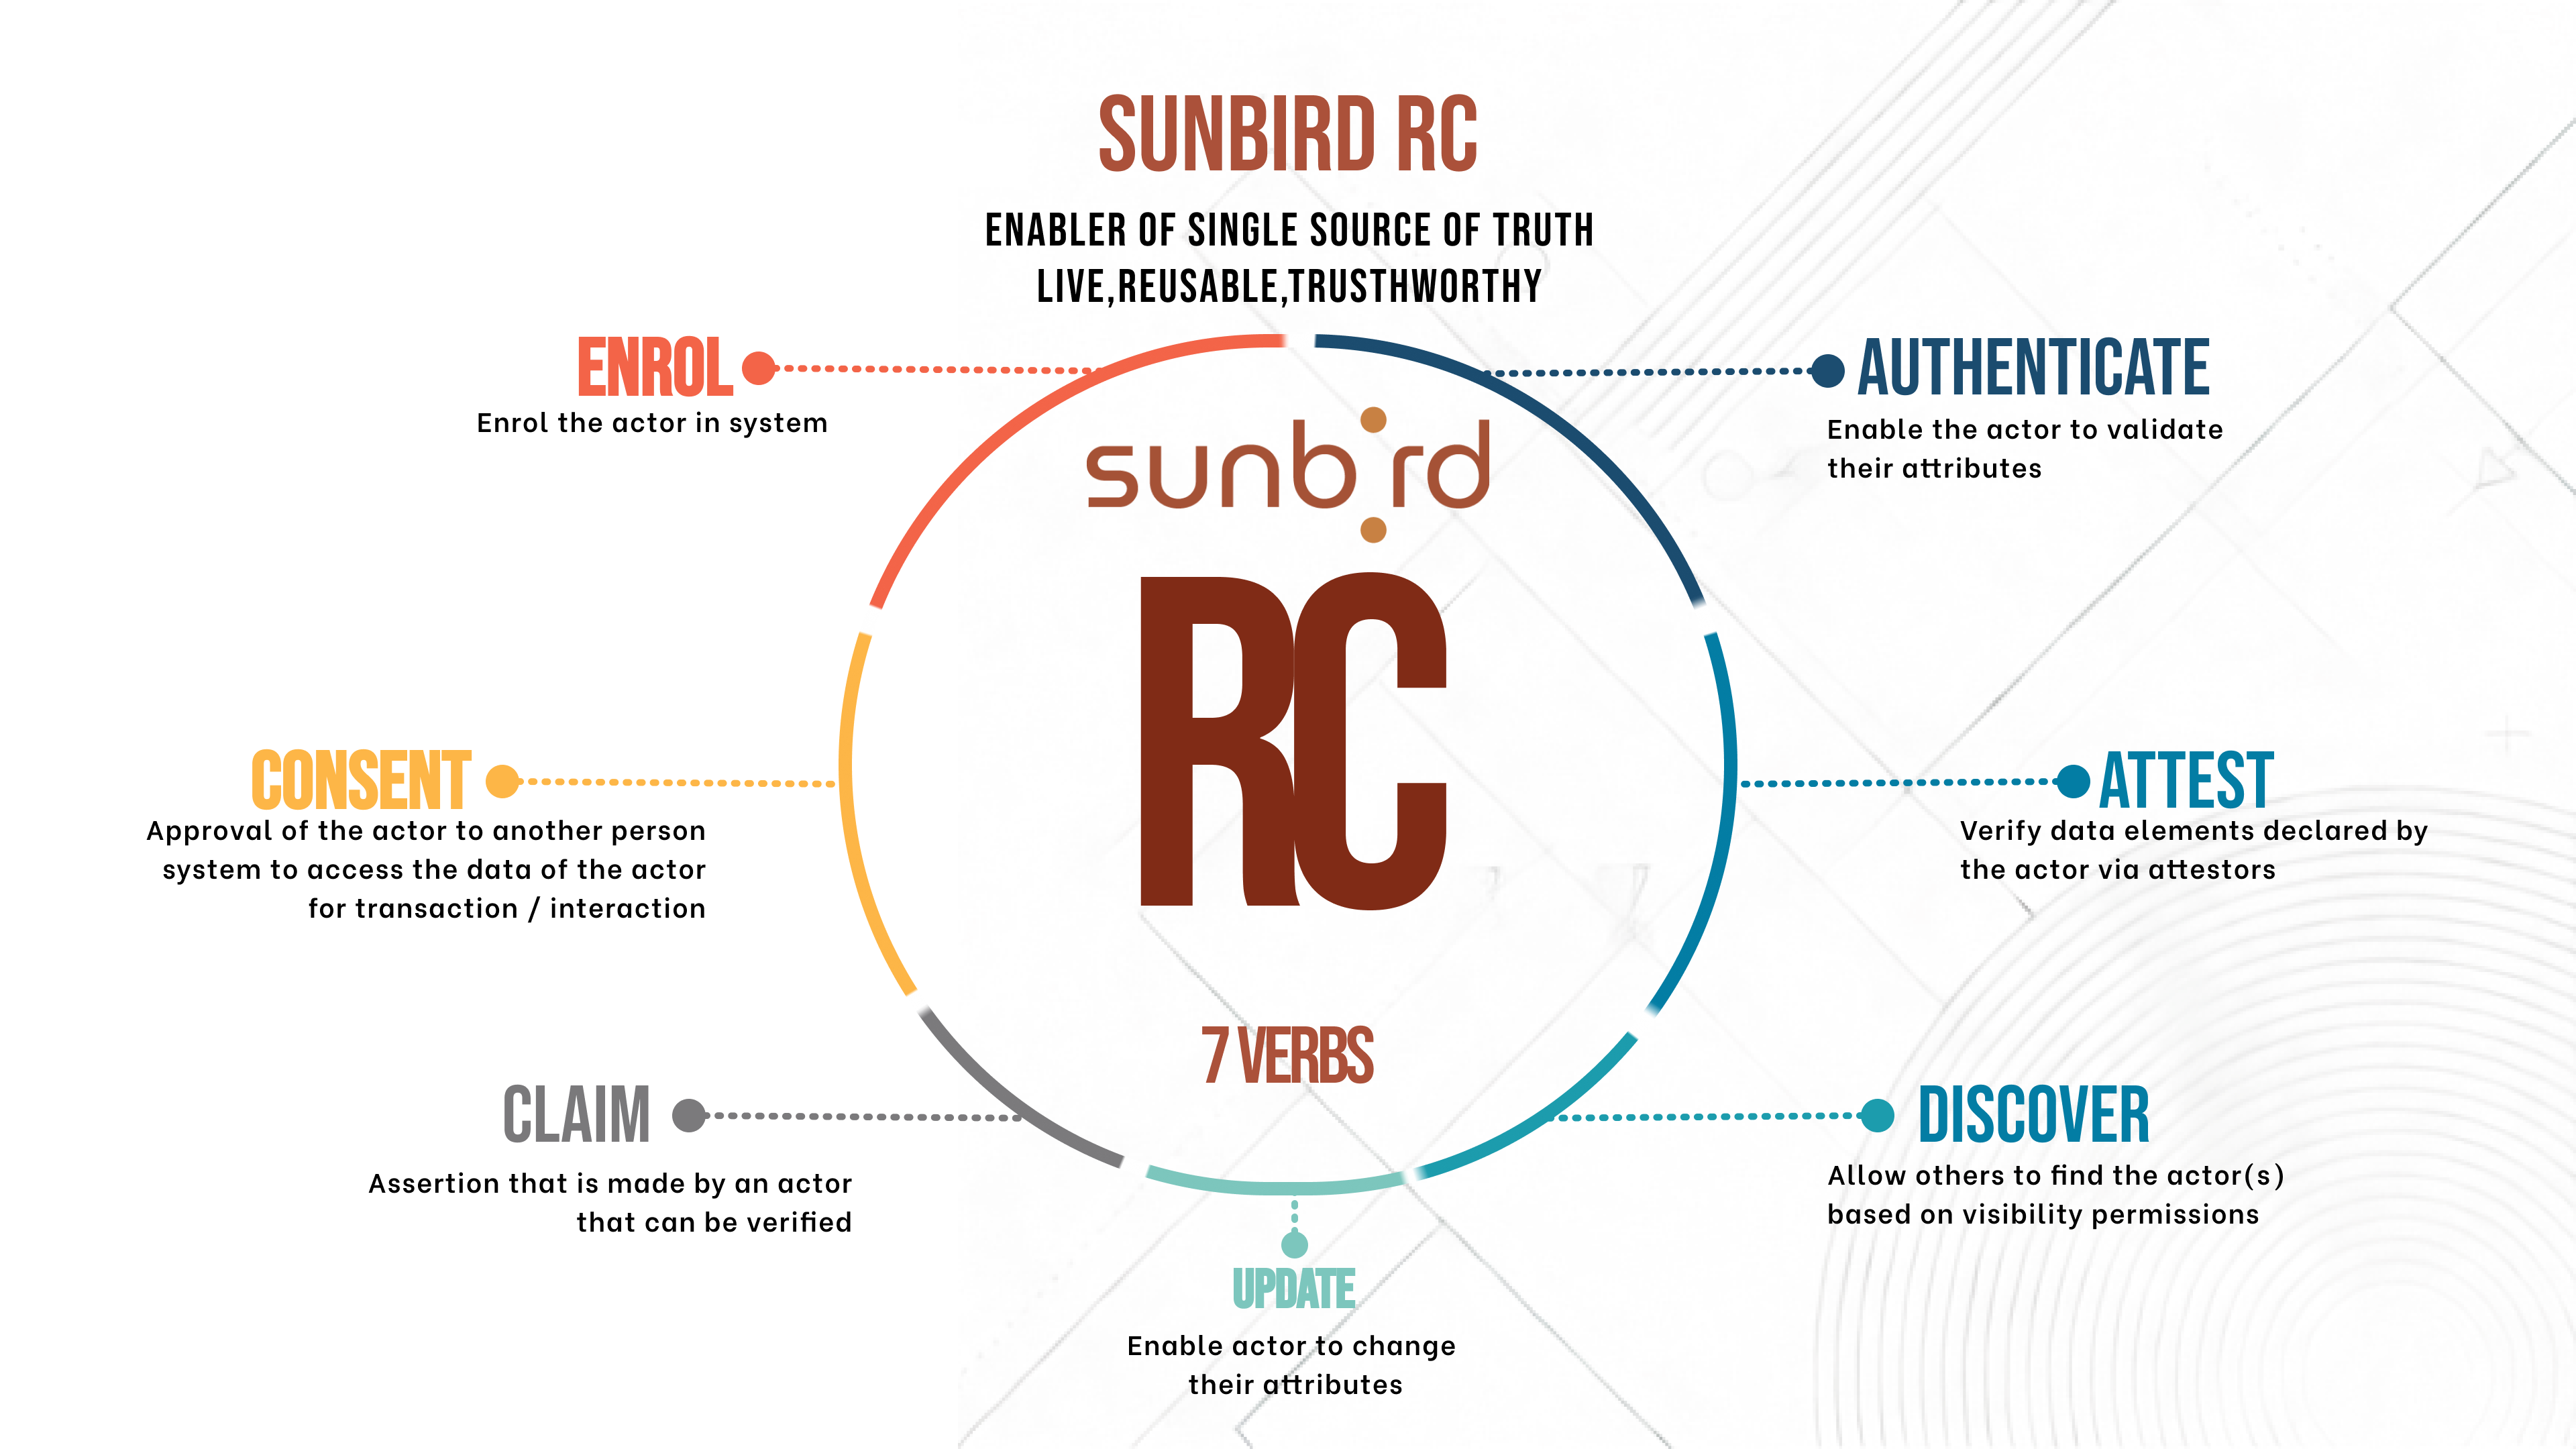 SUNBIRD RC
ENABLER OF SINGLE SOURCE OF TRUTH
LIVE,REUSABLE,TRUSTHWORTHY
ENROL
Enrol the actor in system
AUTHENTICATE
Enable the actor to validate
their attributes
sunbird
RC
CONSENT
Approval of the actor to another person
system to access the data of the actor
for transaction / interaction
ATTEST
Verify data elements declared by
the actor via attestors
7 VERBS
CLAIM
Assertion that is made by an actor
that can be verified
DISCOVER
Allow others to find the actor(s)
based on visibility permissions
UPDATE
Enable actor to change
their attributes